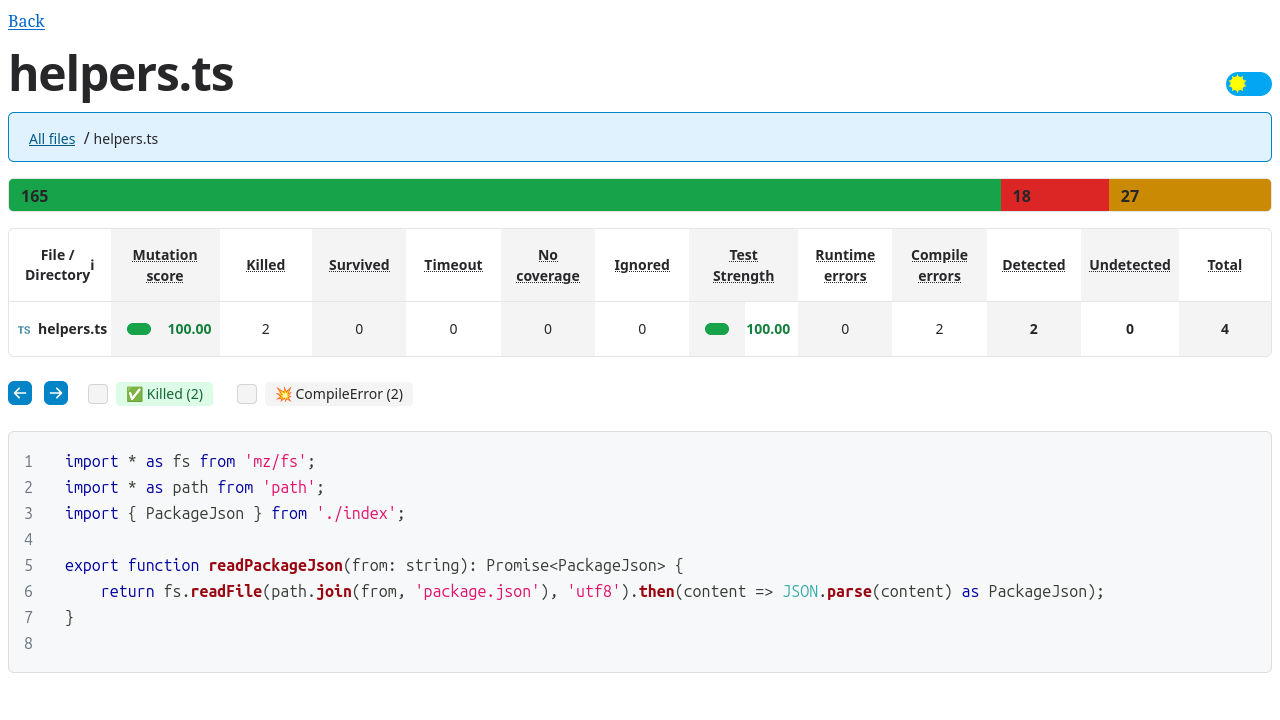 Back
helpers.ts
All files / helpers.ts
165 18 27
File / Directory i Mutation score Killed Survived Timeout No coverage Ignored Test Strength Runtime errors Compile errors Detected Undetected Total
TS helpers.ts 100.00 2 0 0 0 0 100.00 0 2 2 0 4
✅ Killed (2) 💥 CompileError (2)
1 import * as fs from 'mz/fs';
2 import * as path from 'path';
3 import { PackageJson } from './index';
4
5 export function readPackageJson(from: string): Promise<PackageJson> {
6     return fs.readFile(path.join(from, 'package.json'), 'utf8').then(content => JSON.parse(content) as PackageJson);
7 }
8